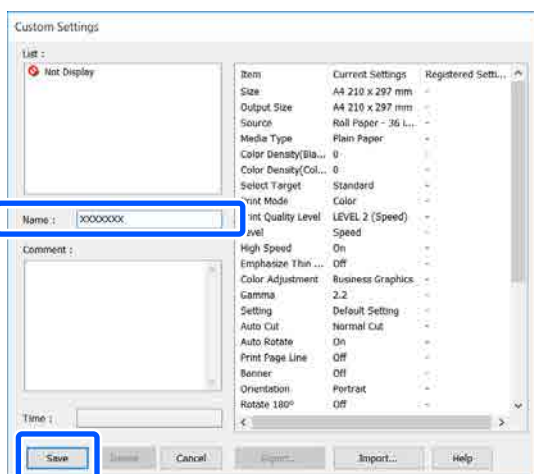 Custom Settings
List :
Not Display
Name : XXXXXXX
Comment :
Time :
Item Current Settings Registered Setti...
Size A4 210 x 297 mm -
Output Size A4 210 x 297 mm -
Source Roll Paper - 36 i... -
Media Type Plain Paper -
Color Density(Bla... 0
Color Density(Col... 0 -
Select Target Standard -
Print Mode Color -
Print Quality Level LEVEL 2 (Speed) -
Level Speed -
High Speed On -
Emphasize Thin ... Off -
Color Adjustment Business Graphics -
Gamma 2.2 -
Setting Default Setting -
Auto Cut Normal Cut -
Auto Rotate On -
Print Page Line Off -
Banner Off -
Orientation Portrait -
Rotate 180° Off -
Save Delete Cancel Export... Import... Help